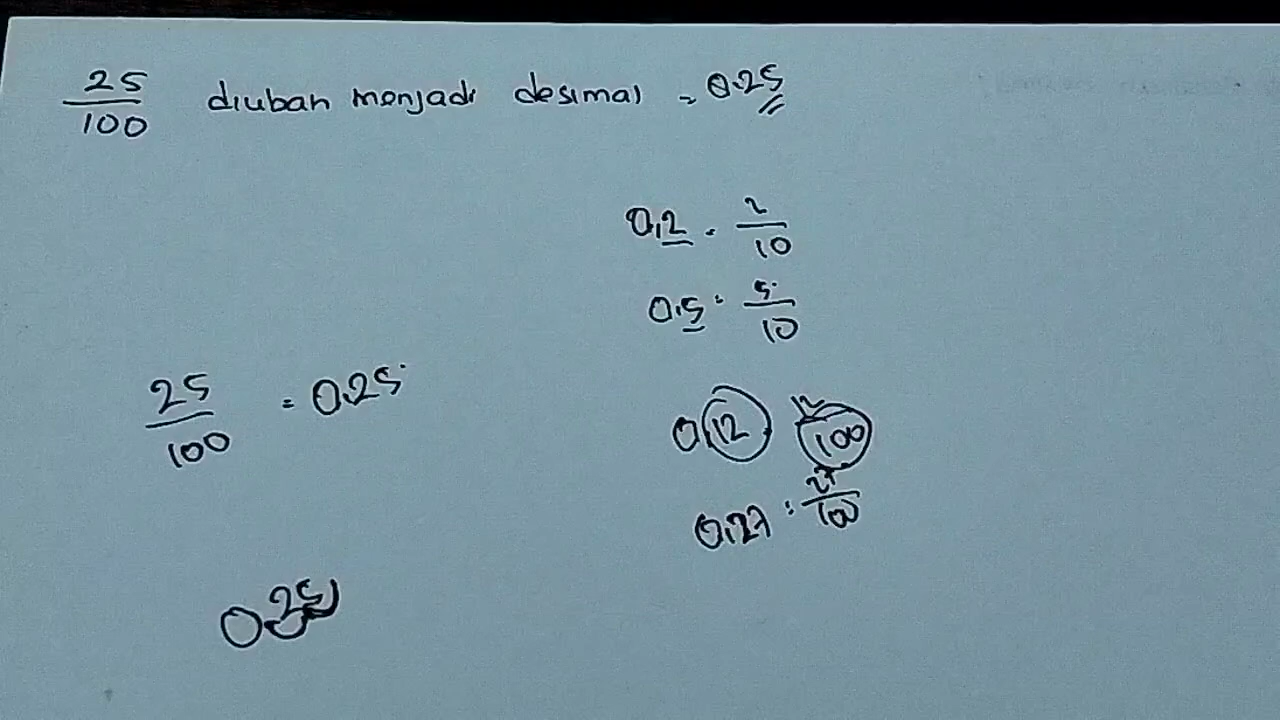 25/100 diubah menjadi desimal = 0.25
0,2 = 2/10
0.5 = 5/10
25/100 = 0.25
0,12 12/100
0,27 = 27/100
0.25